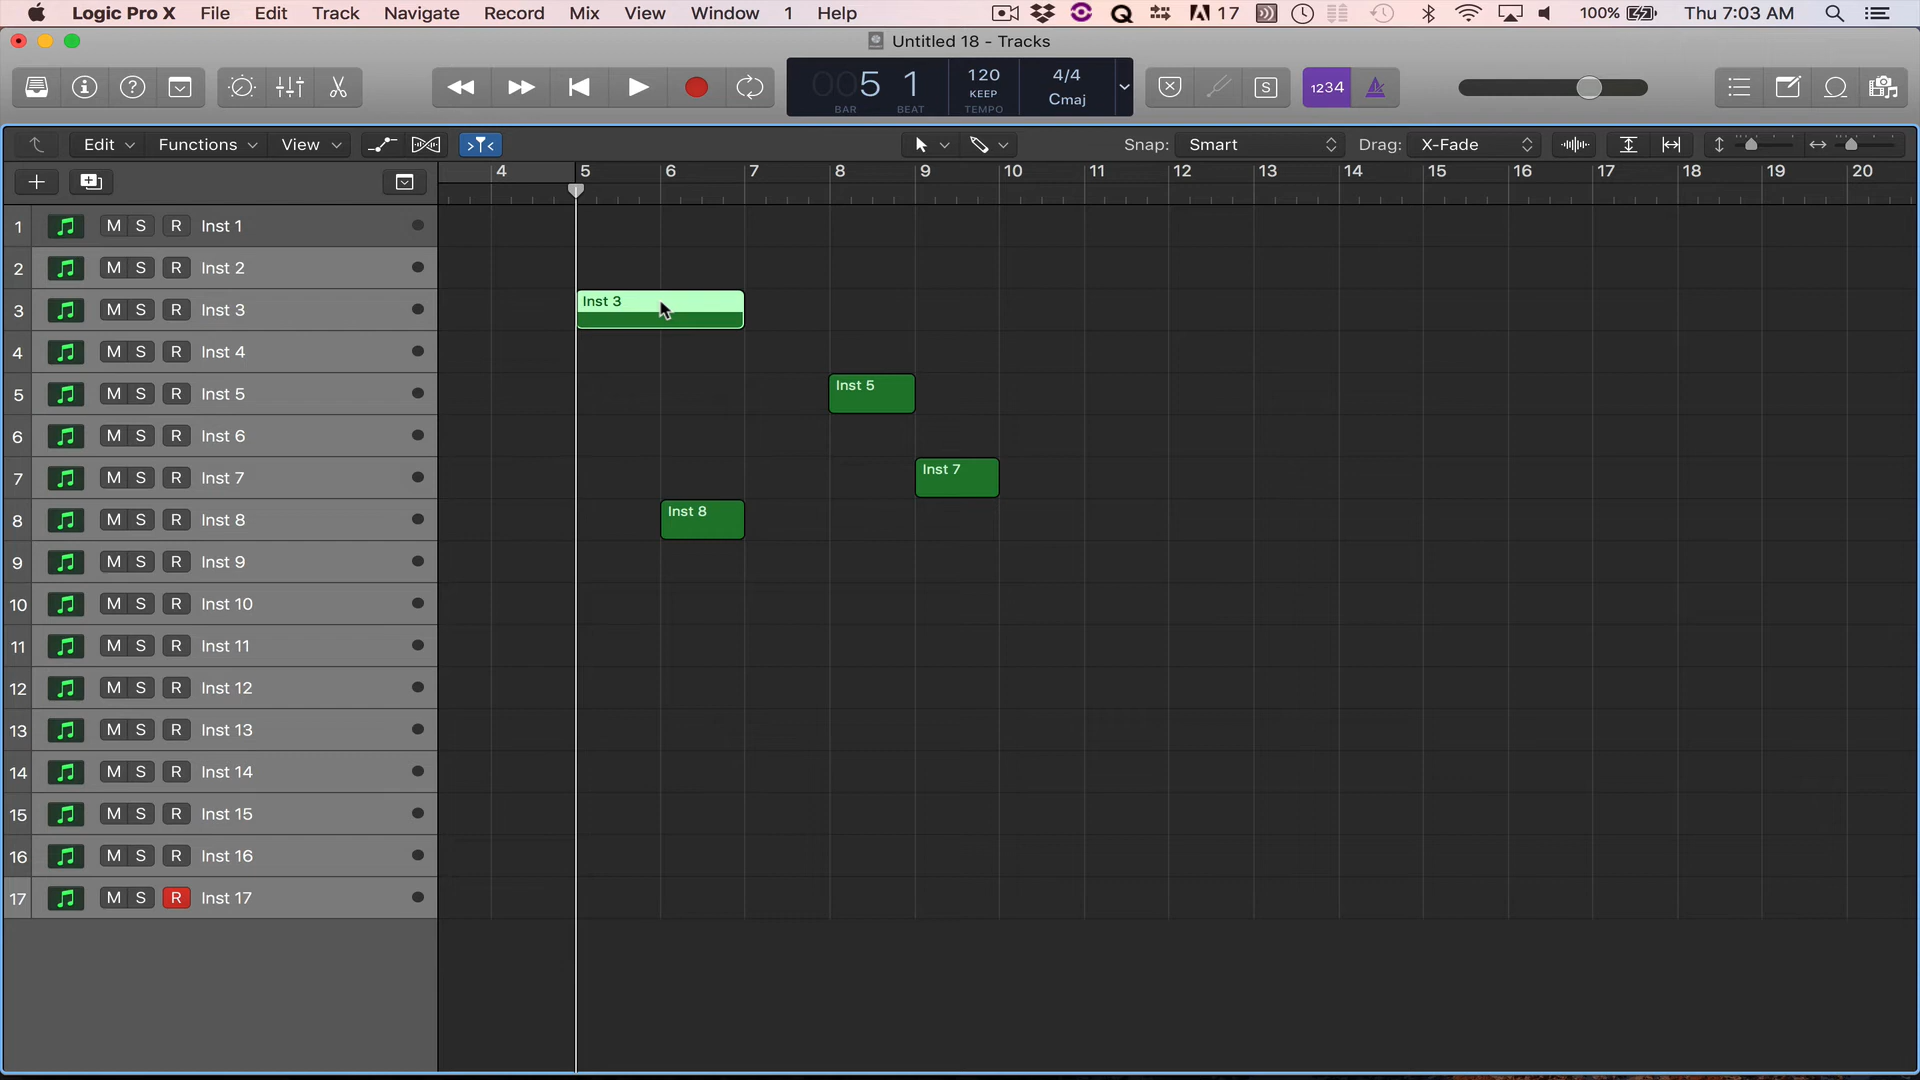 Logic Pro X File Edit Track Navigate Record Mix View Window 1 Help 17 100% Thu 7:03 AM
Untitled 18 - Tracks
005 1 120 KEEP TEMPO 4/4 Cmaj
BAR BEAT
S 1234
Edit Functions View Snap: Smart Drag: X-Fade
4 5 6 7 8 9 10 11 12 13 14 15 16 17 18 19 20
1 M S R Inst 1
2 M S R Inst 2
3 M S R Inst 3 Inst 3
4 M S R Inst 4
5 M S R Inst 5 Inst 5
6 M S R Inst 6
7 M S R Inst 7 Inst 7
8 M S R Inst 8 Inst 8
9 M S R Inst 9
10 M S R Inst 10
11 M S R Inst 11
12 M S R Inst 12
13 M S R Inst 13
14 M S R Inst 14
15 M S R Inst 15
16 M S R Inst 16
17 M S R Inst 17